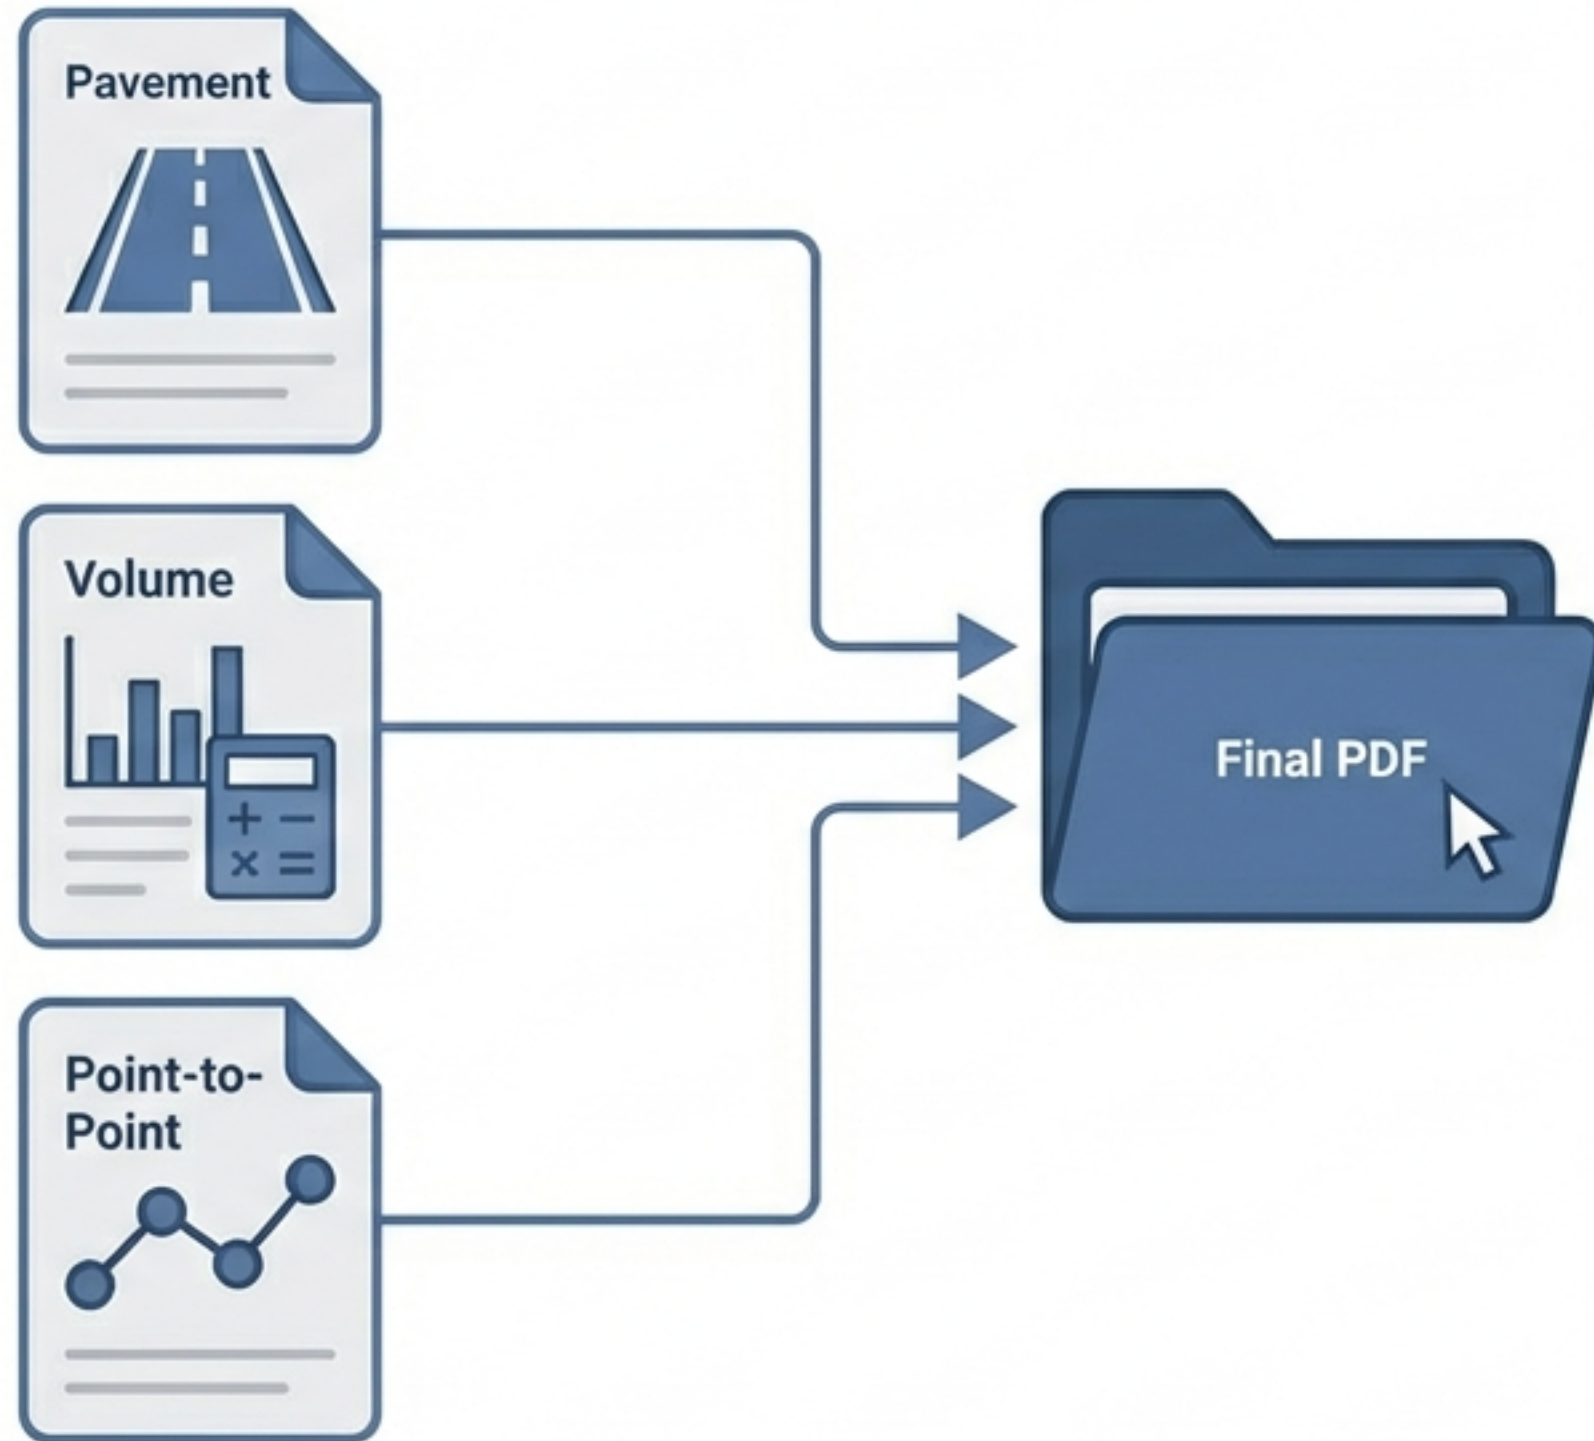 Pavement
Volume
+ −
× =
Point-to-
Point
Final PDF